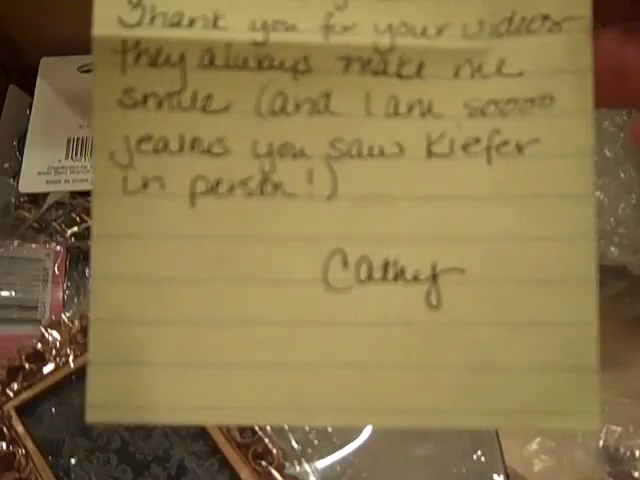 Thank you for your videos
they always make me
smile (and I am soooo
jealous you saw Kiefer
in person!)
Cathy